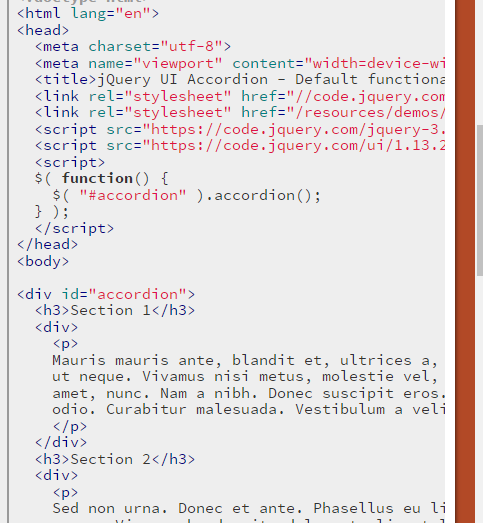 <html lang="en">
<head>
<meta charset="utf-8">
<meta name="viewport" content="width=device-wi
<title>jQuery UI Accordion - Default functiona
<link rel="stylesheet" href="//code.jquery.com
<link rel="stylesheet" href="/resources/demos/
<script src="https://code.jquery.com/jquery-3.
<script src="https://code.jquery.com/ui/1.13.2
<script>
$( function() {
$( "#accordion" ).accordion();
} );
</script>
</head>
<body>
<div id="accordion">
<h3>Section 1</h3>
<div>
<p>
Mauris mauris ante, blandit et, ultrices a,
ut neque. Vivamus nisi metus, molestie vel,
amet, nunc. Nam a nibh. Donec suscipit eros.
odio. Curabitur malesuada. Vestibulum a veli
</p>
</div>
<h3>Section 2</h3>
<div>
<p>
Sed non urna. Donec et ante. Phasellus eu li